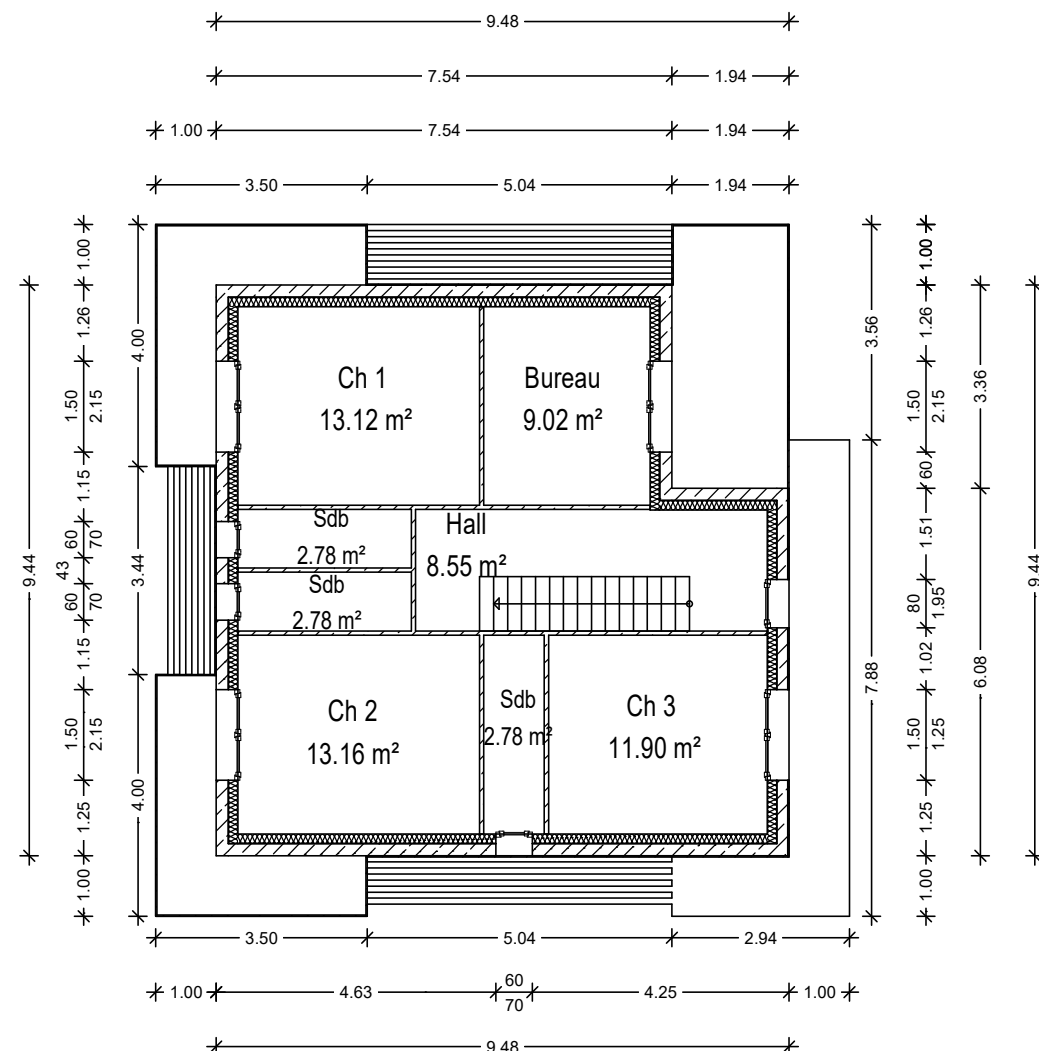 9.48
7.54 1.94
1.00 7.54 1.94
3.50 5.04 1.94
1.00 1.26 1.50 2.15 1.15 60 70 43 60 70 1.15 1.50 2.15 1.25 1.00
4.00 3.44 4.00
9.44
Ch 1
13.12 m²
Bureau
9.02 m²
Sdb
2.78 m²
Hall
8.55 m²
Sdb
2.78 m²
Ch 2
13.16 m²
Sdb
2.78 m²
Ch 3
11.90 m²
3.56 7.88
1.00 1.26 1.50 2.15 60 1.51 80 1.95 1.02 1.50 1.25 1.25 1.00
3.36 6.08
9.44
3.50 5.04 2.94
1.00 4.63 60 4.25 1.00
70
9.48